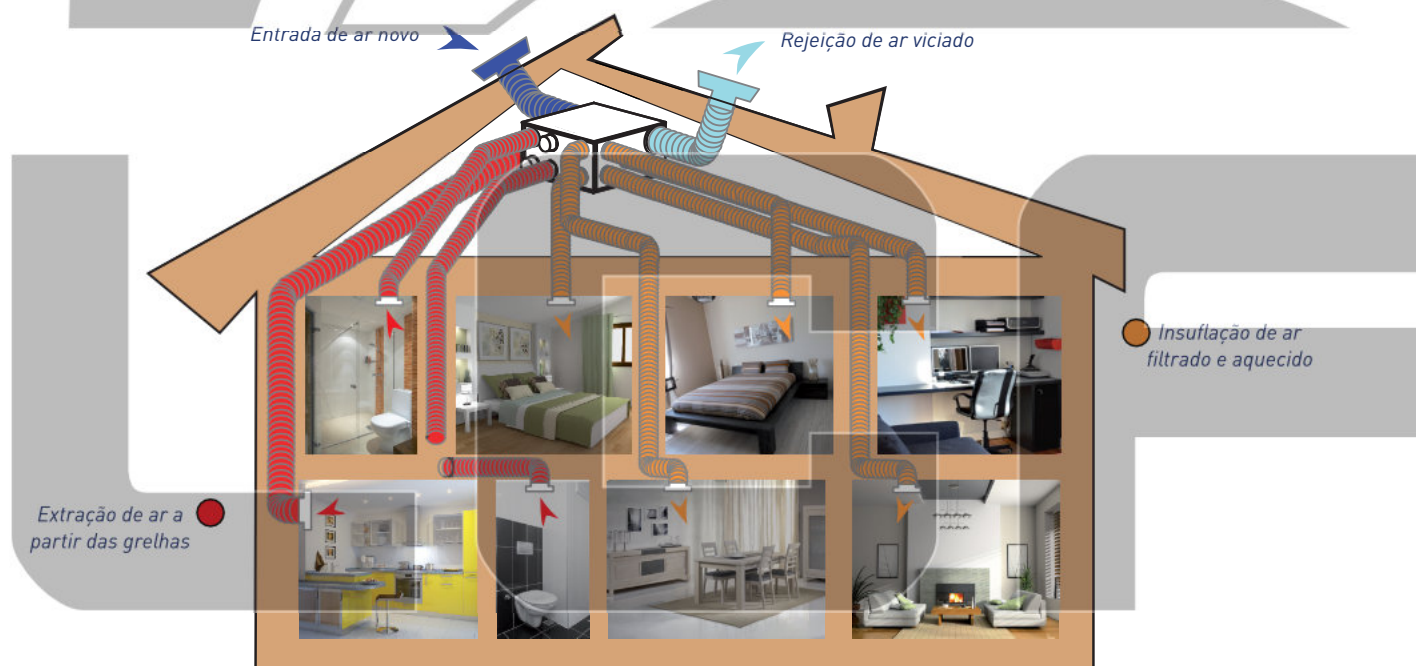 Entrada de ar novo
Rejeição de ar viciado
Insuflação de ar
filtrado e aquecido
Extração de ar a
partir das grelhas